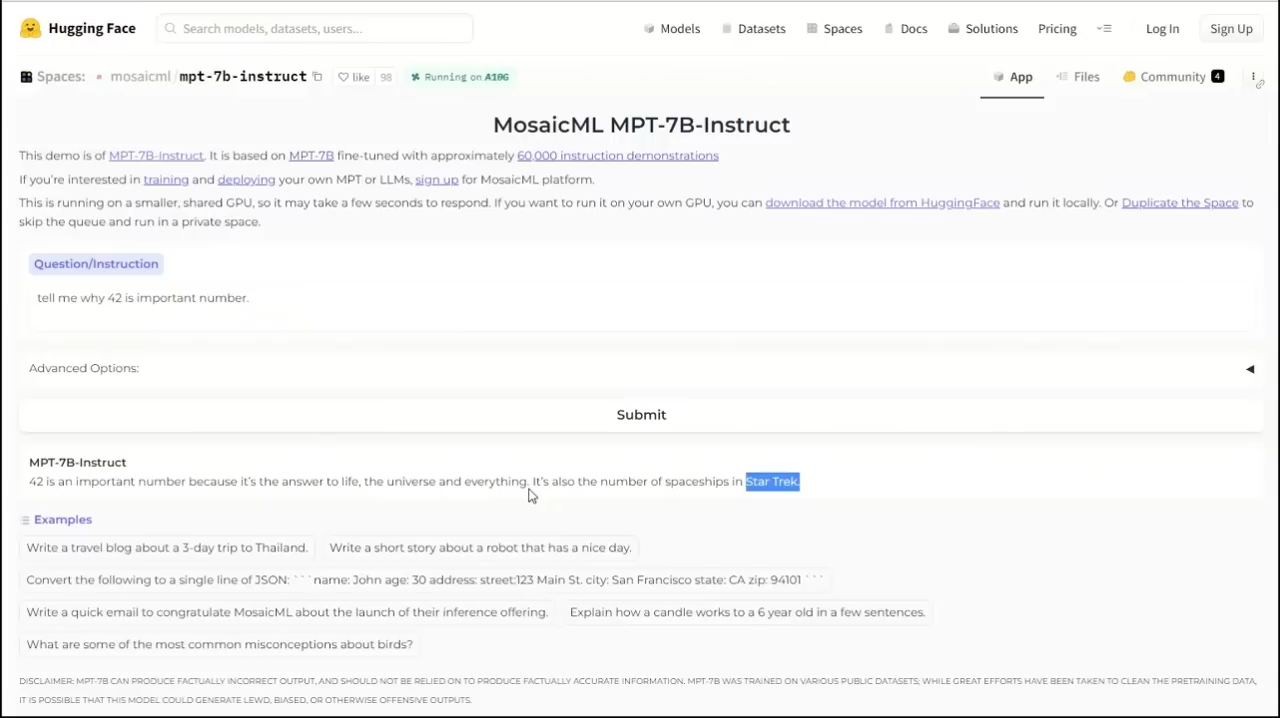 Hugging Face
Search models, datasets, users...
Models
Datasets
Spaces
Docs
Solutions
Pricing
Log In
Sign Up
Spaces: mosaicml/mpt-7b-instruct
like 98
Running on A10G
App
Files
Community 4
MosaicML MPT-7B-Instruct
This demo is of MPT-7B-Instruct. It is based on MPT-7B fine-tuned with approximately 60,000 instruction demonstrations
If you're interested in training and deploying your own MPT or LLMs, sign up for MosaicML platform.
This is running on a smaller, shared GPU, so it may take a few seconds to respond. If you want to run it on your own GPU, you can download the model from HuggingFace and run it locally. Or Duplicate the Space to
skip the queue and run in a private space.
Question/Instruction
tell me why 42 is important number.
Advanced Options:
Submit
MPT-7B-Instruct
42 is an important number because it's the answer to life, the universe and everything. It's also the number of spaceships in Star Trek.
Examples
Write a travel blog about a 3-day trip to Thailand.
Write a short story about a robot that has a nice day.
Convert the following to a single line of JSON: ```name: John age: 30 address: street:123 Main St. city: San Francisco state: CA zip: 94101 ```
Write a quick email to congratulate MosaicML about the launch of their inference offering.
Explain how a candle works to a 6 year old in a few sentences.
What are some of the most common misconceptions about birds?
DISCLAIMER: MPT-7B CAN PRODUCE FACTUALLY INCORRECT OUTPUT, AND SHOULD NOT BE RELIED ON TO PRODUCE FACTUALLY ACCURATE INFORMATION. MPT-7B WAS TRAINED ON VARIOUS PUBLIC DATASETS; WHILE GREAT EFFORTS HAVE BEEN TAKEN TO CLEAN THE PRETRAINING DATA,
IT IS POSSIBLE THAT THIS MODEL COULD GENERATE LEWD, BIASED, OR OTHERWISE OFFENSIVE OUTPUTS.